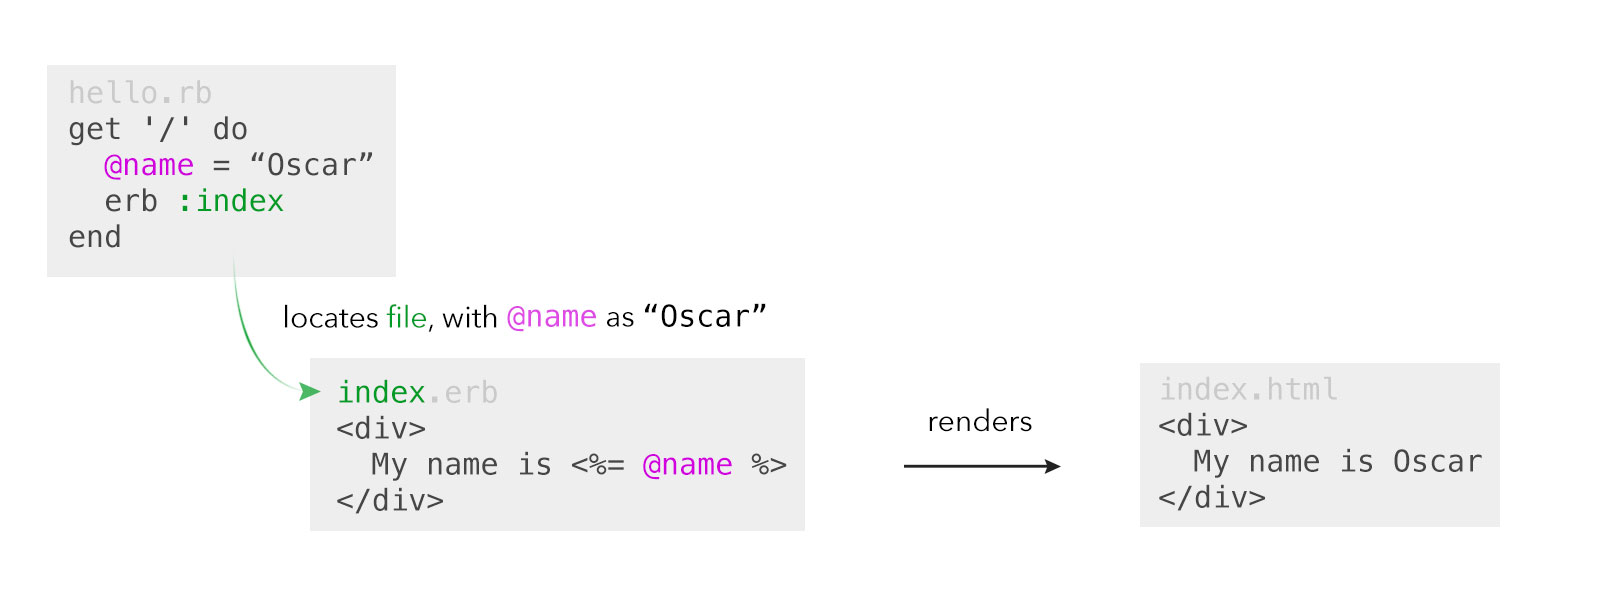 hello.rb
get '/' do
  @name = “Oscar”
  erb :index
end
locates file, with @name as “Oscar”
index.erb
<div>
  My name is <%= @name %>
</div>
renders
index.html
<div>
  My name is Oscar
</div>